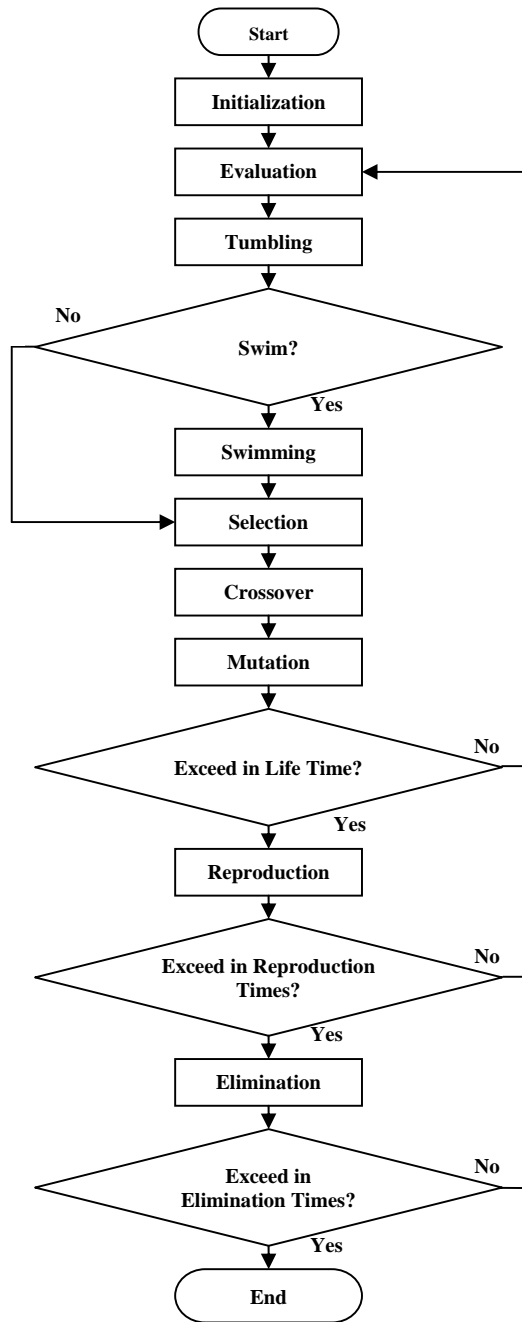 Start
Initialization
Evaluation
Tumbling
No
Swim?
Yes
Swimming
Selection
Crossover
Mutation
No
Exceed in Life Time?
Yes
Reproduction
No
Exceed in Reproduction
Times?
Yes
Elimination
No
Exceed in
Elimination Times?
Yes
End